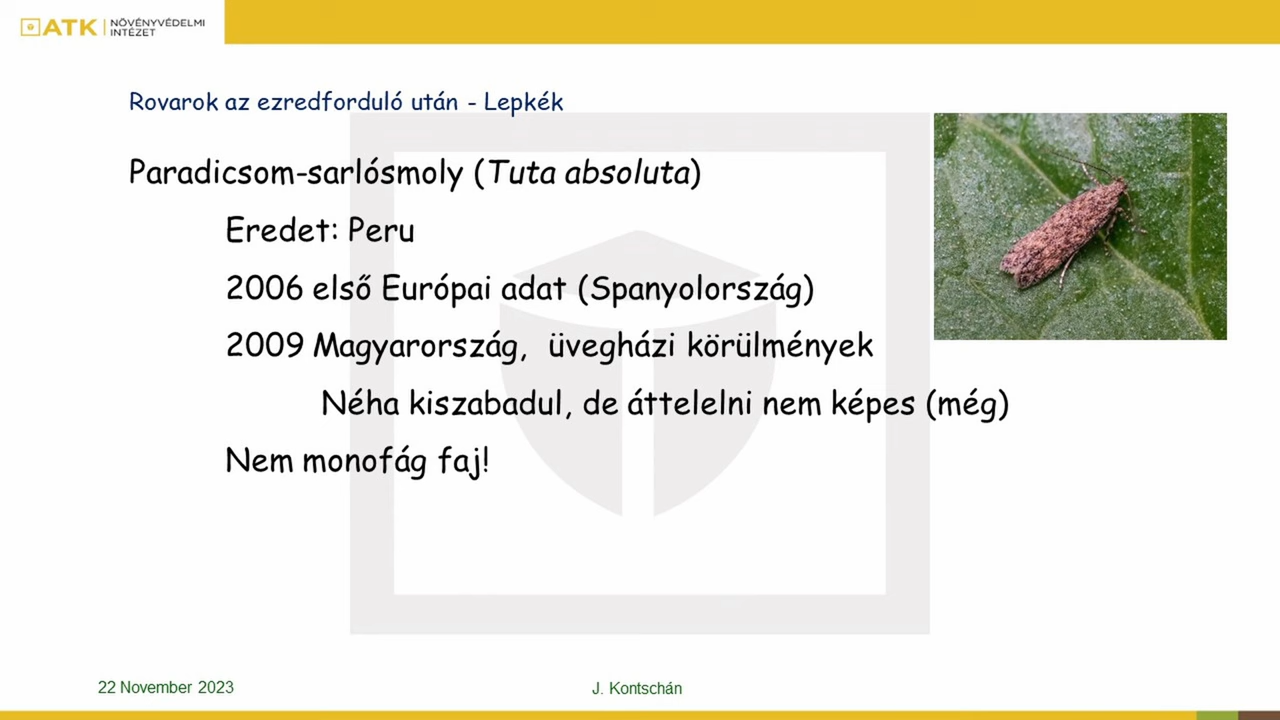 ATK NÖVÉNYVÉDELMI INTÉZET
Rovarok az ezredforduló után - Lepkék
Paradicsom-sarlósmoly (Tuta absoluta)
Eredet: Peru
2006 első Európai adat (Spanyolország)
2009 Magyarország, üvegházi körülmények
Néha kiszabadul, de áttelelni nem képes (még)
Nem monofág faj!
22 November 2023
J. Kontschán